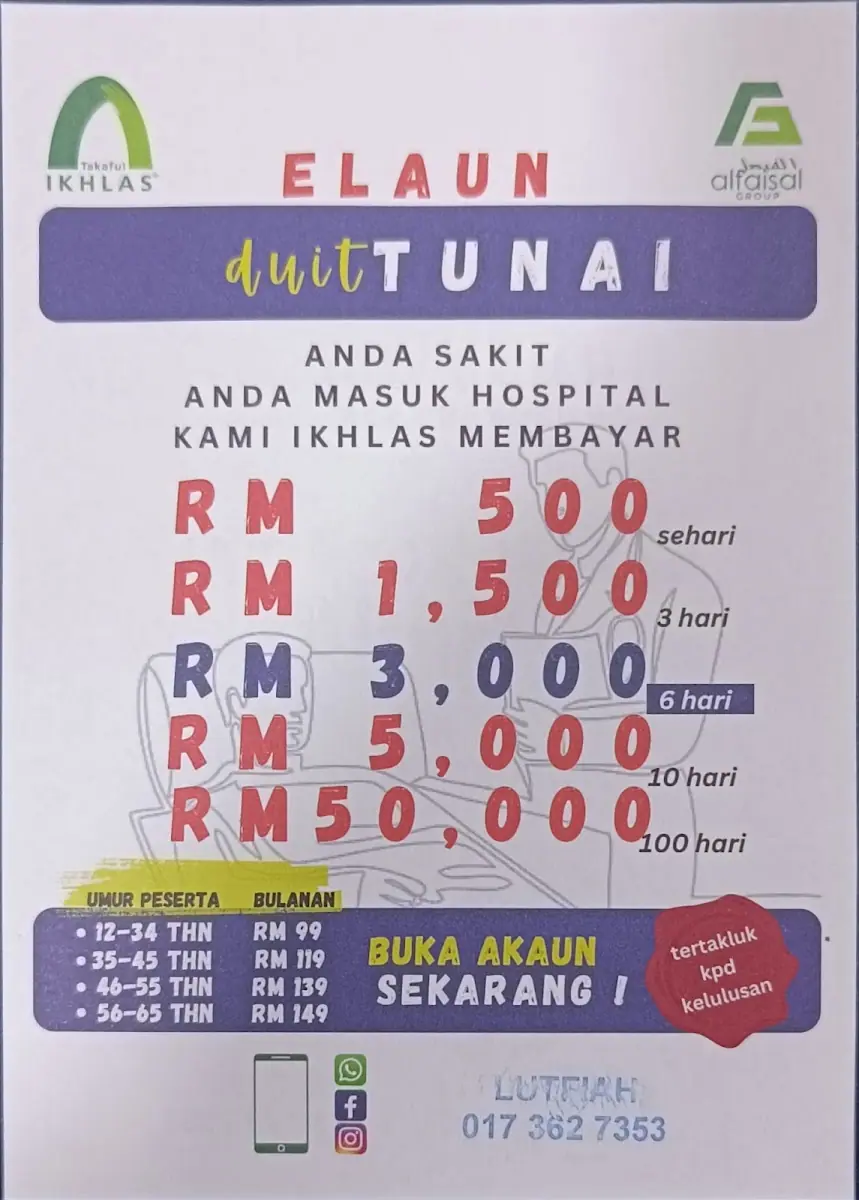 Takaful
IKHLAS
الفيصل
alfaisal
GROUP
ELAUN
duit TUNAI
ANDA SAKIT
ANDA MASUK HOSPITAL
KAMI IKHLAS MEMBAYAR
RM 500 sehari
RM 1,500 3 hari
RM 3,000 6 hari
RM 5,000 10 hari
RM50,000 100 hari
UMUR PESERTA BULANAN
• 12-34 THN RM 99
• 35-45 THN RM 119
• 46-55 THN RM 139
• 56-65 THN RM 149
BUKA AKAUN
SEKARANG !
tertakluk
kpd
kelulusan
LUTFIAH
017 362 7353